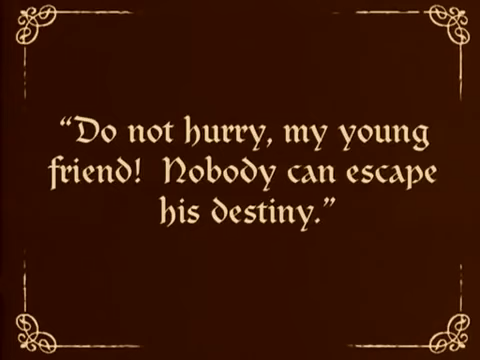 “Do not hurry, my young
friend!  Nobody can escape
his destiny.”